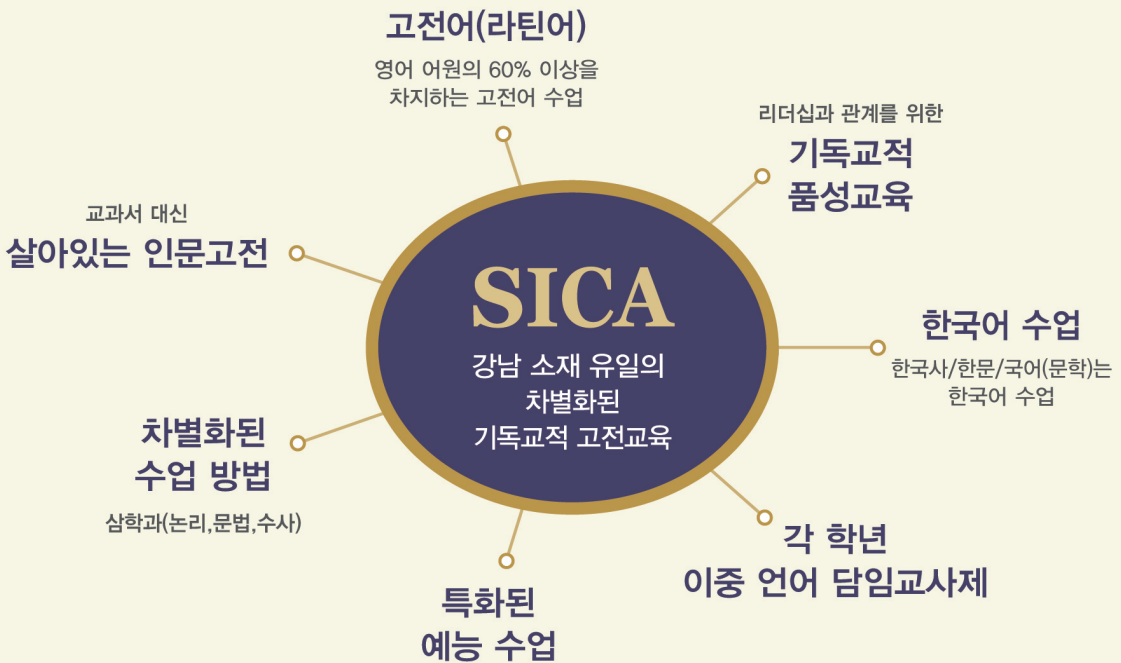 고전어(라틴어)
영어 어원의 60% 이상을
차지하는 고전어 수업
리더십과 관계를 위한
기독교적
품성교육
교과서 대신
살아있는 인문고전
SICA
강남 소재 유일의
차별화된
기독교적 고전교육
한국어 수업
한국사/한문/국어(문학)는
한국어 수업
차별화된
수업 방법
삼학과(논리,문법,수사)
각 학년
이중 언어 담임교사제
특화된
예능 수업